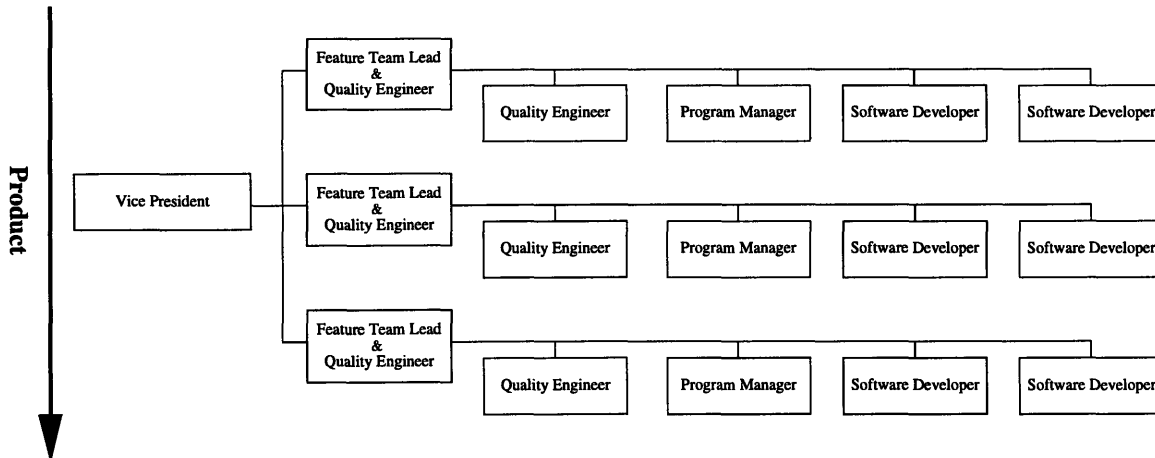 Product
Vice President
Feature Team Lead
&
Quality Engineer
Quality Engineer
Program Manager
Software Developer
Software Developer
Feature Team Lead
&
Quality Engineer
Quality Engineer
Program Manager
Software Developer
Software Developer
Feature Team Lead
&
Quality Engineer
Quality Engineer
Program Manager
Software Developer
Software Developer